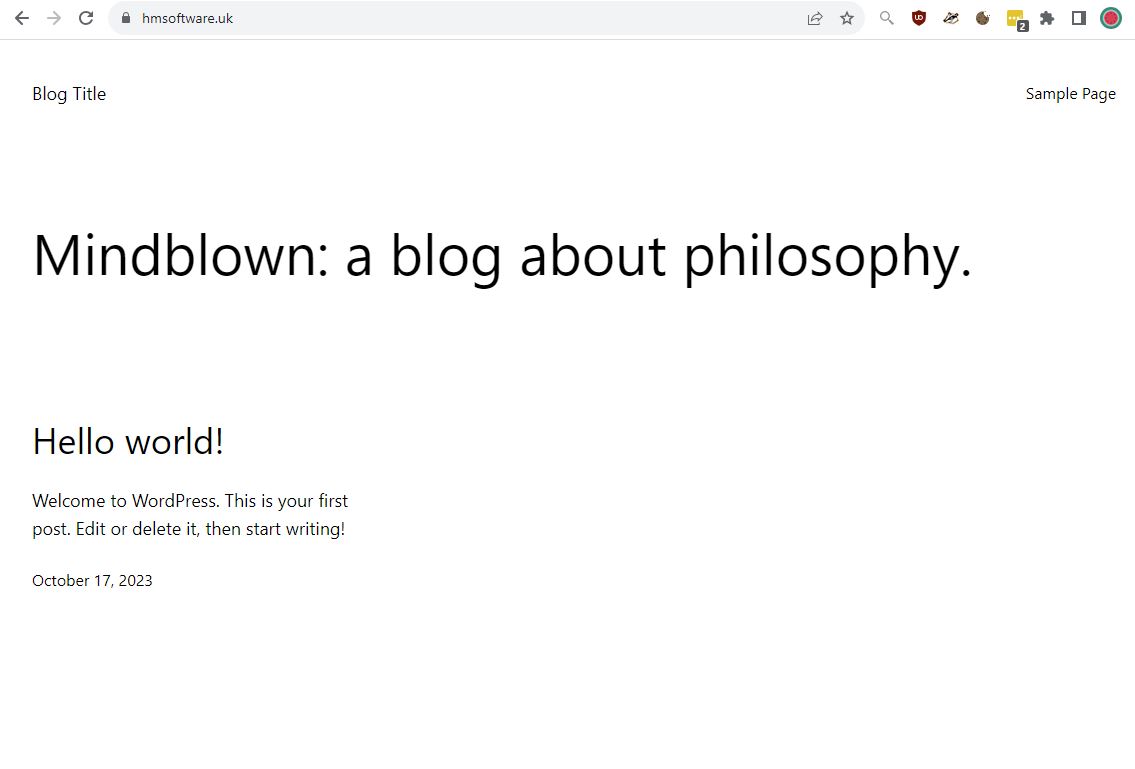 hmsoftware.uk
2
Blog Title
Sample Page
Mindblown: a blog about philosophy.
Hello world!
Welcome to WordPress. This is your first
post. Edit or delete it, then start writing!
October 17, 2023